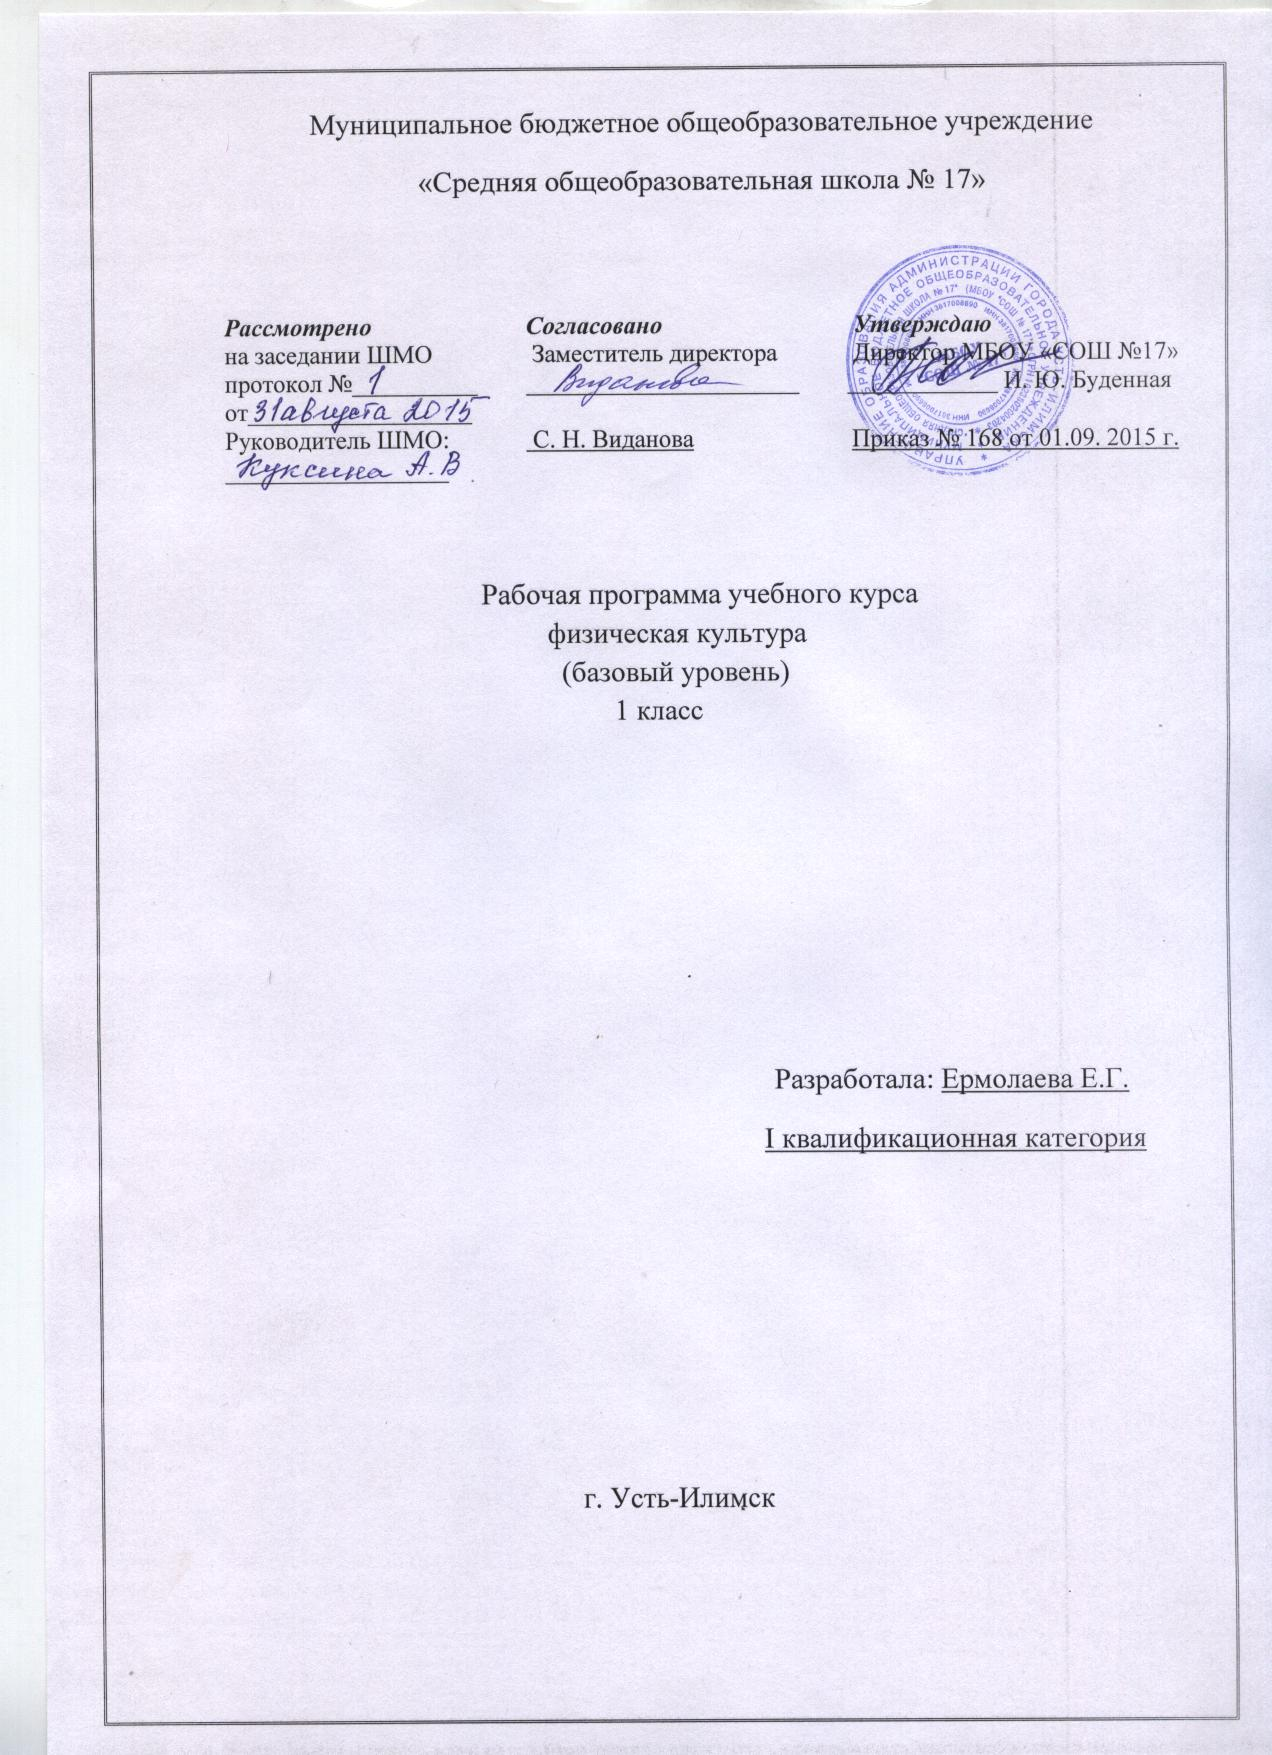 Муниципальное бюджетное общеобразовательное учреждение
«Средняя общеобразовательная школа № 17»
Рассмотрено
на заседании ШМО
протокол № 1
от 31 августа 2015
Руководитель ШМО:
Куксина А.В
Согласовано
Заместитель директора
Виданова
С. Н. Виданова
Утверждаю
Директор МБОУ «СОШ №17»
И. Ю. Буденная
Приказ № 168 от 01.09. 2015 г.
Рабочая программа учебного курса
физическая культура
(базовый уровень)
1 класс
Разработала: Ермолаева Е.Г.
I квалификационная категория
г. Усть-Илимск